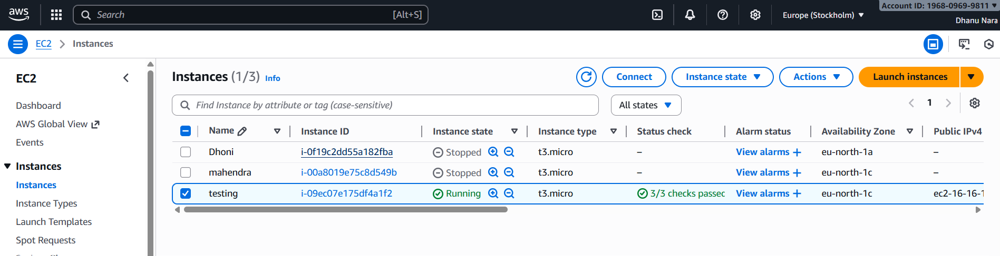 aws
Search [Alt+S]
Europe (Stockholm)
Account ID: 1968-0969-9811
Dhanu Nara
EC2 Instances
EC2
Dashboard
AWS Global View
Events
Instances
Instances
Instance Types
Launch Templates
Spot Requests
Instances (1/3) Info
Connect
Instance state
Actions
Launch instances
Find Instance by attribute or tag (case-sensitive)
All states
1
Name Instance ID Instance state Instance type Status check Alarm status Availability Zone Public IPv4
Dhoni i-0f19c2dd55a182fba Stopped t3.micro – View alarms + eu-north-1a –
mahendra i-00a8019e75c8d549b Stopped t3.micro – View alarms + eu-north-1c –
testing i-09ec07e175df4a1f2 Running t3.micro 3/3 checks passed View alarms + eu-north-1c ec2-16-16-1